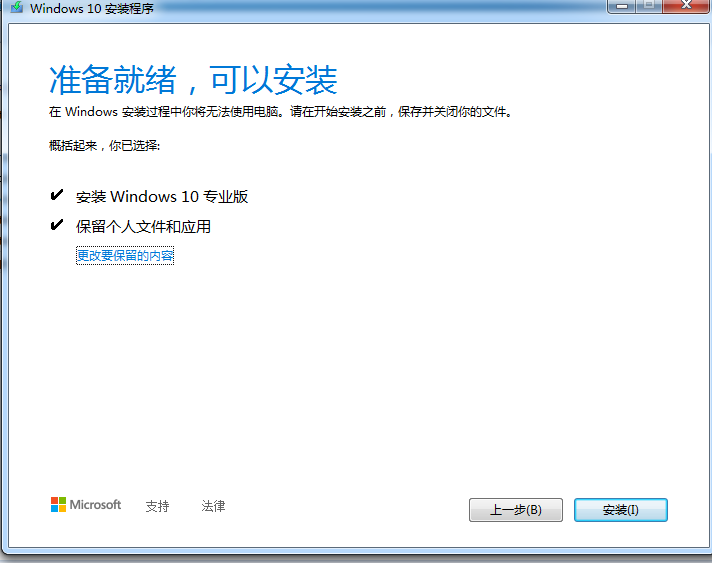 Windows 10 安装程序
准备就绪，可以安装
在 Windows 安装过程中你将无法使用电脑。请在开始安装之前，保存并关闭你的文件。
概括起来，你已选择:
✔ 安装 Windows 10 专业版
✔ 保留个人文件和应用
更改要保留的内容
Microsoft 支持 法律 上一步(B) 安装(I)